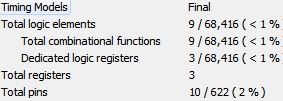 Timing Models Final
Total logic elements 9 / 68,416 ( < 1 % )
Total combinational functions 9 / 68,416 ( < 1 % )
Dedicated logic registers 3 / 68,416 ( < 1 % )
Total registers 3
Total pins 10 / 622 ( 2 % )